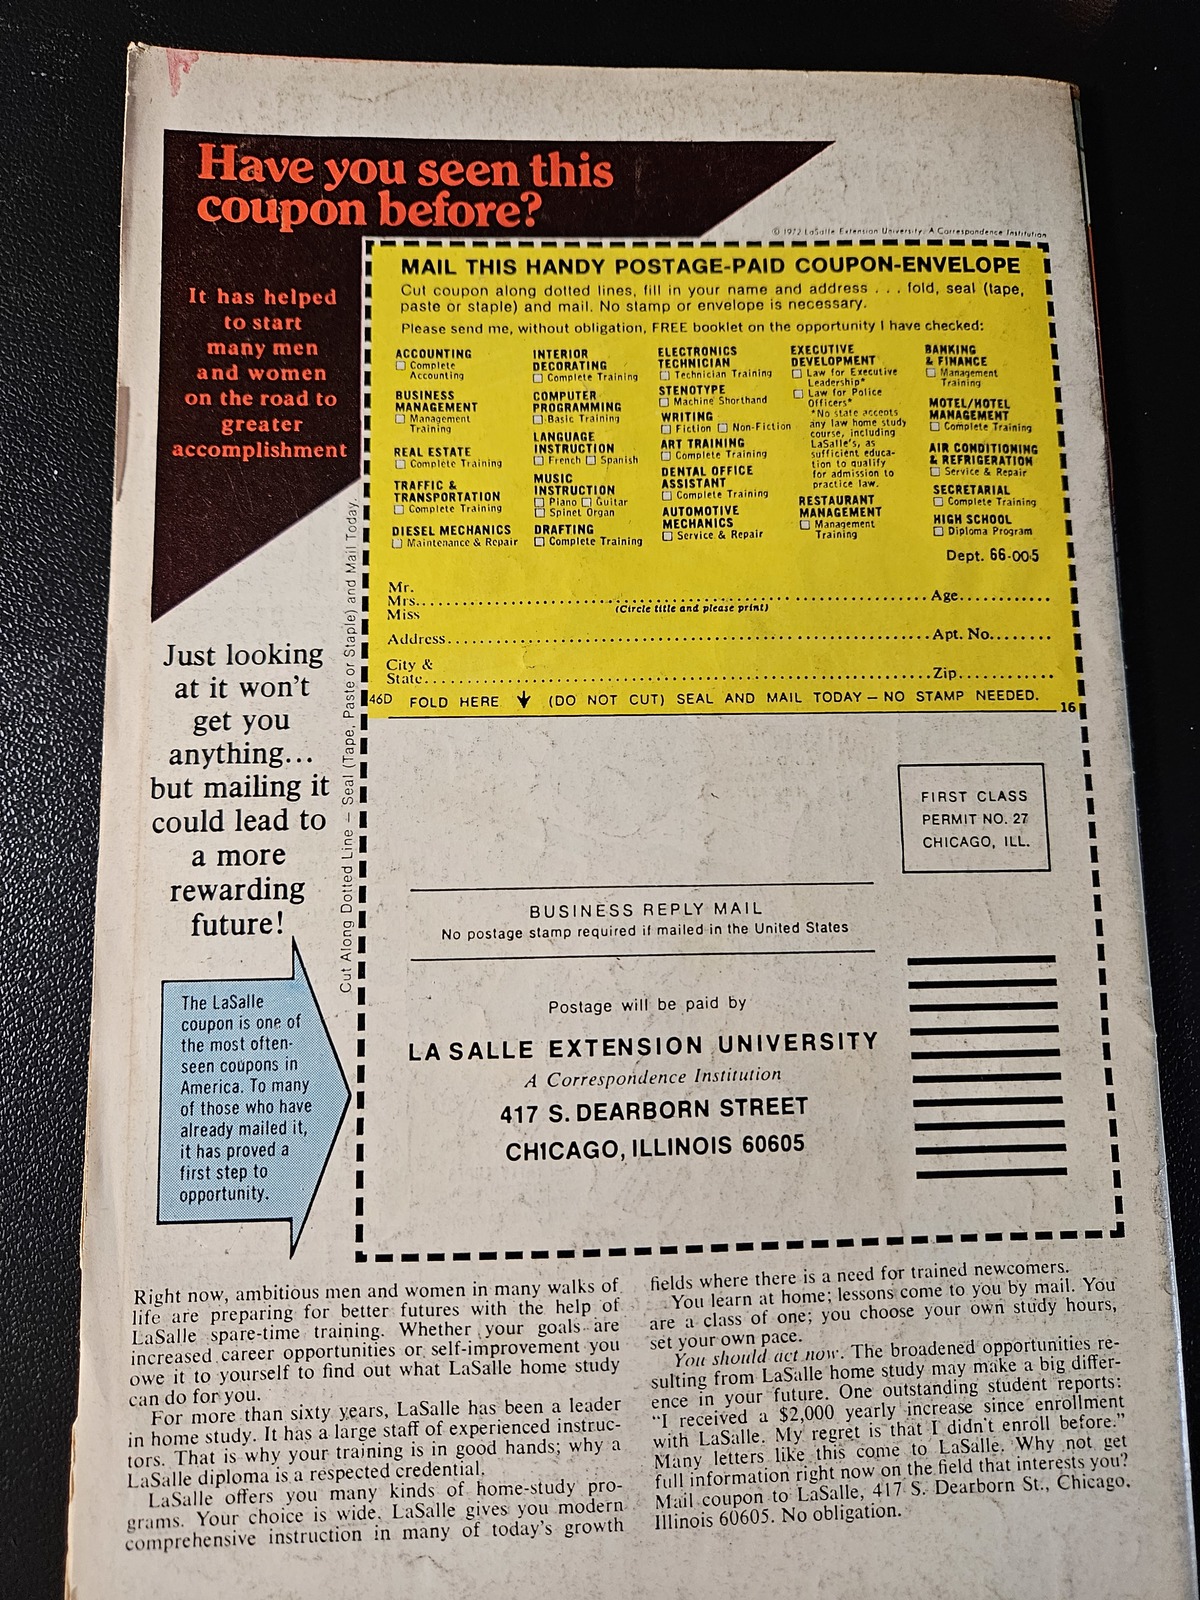 Have you seen this
coupon before?
© 1972 LaSalle Extension University, A Correspondence Institution
It has helped
to start
many men
and women
on the road to
greater
accomplishment
MAIL THIS HANDY POSTAGE-PAID COUPON-ENVELOPE
Cut coupon along dotted lines, fill in your name and address . . . fold, seal (tape,
paste or staple) and mail. No stamp or envelope is necessary.
Please send me, without obligation, FREE booklet on the opportunity I have checked:
ACCOUNTING
Complete
Accounting
BUSINESS
MANAGEMENT
Management
Training
REAL ESTATE
Complete Training
TRAFFIC &
TRANSPORTATION
Complete Training
DIESEL MECHANICS
Maintenance & Repair
INTERIOR
DECORATING
Complete Training
COMPUTER
PROGRAMMING
Basic Training
LANGUAGE
INSTRUCTION
French Spanish
MUSIC
INSTRUCTION
Piano Guitar
Spinet Organ
DRAFTING
Complete Training
ELECTRONICS
TECHNICIAN
Technician Training
STENOTYPE
Machine Shorthand
WRITING
Fiction Non-Fiction
ART TRAINING
Complete Training
DENTAL OFFICE
ASSISTANT
Complete Training
AUTOMOTIVE
MECHANICS
Service & Repair
EXECUTIVE
DEVELOPMENT
Law for Executive
Leadership*
Law for Police
Officers*
*No state accepts
any law home study
course, including
LaSalle's, as
sufficient educa-
tion to qualify
for admission to
practice law.
RESTAURANT
MANAGEMENT
Management
Training
BANKING
& FINANCE
Management
Training
MOTEL/HOTEL
MANAGEMENT
Complete Training
AIR CONDITIONING
& REFRIGERATION
Service & Repair
SECRETARIAL
Complete Training
HIGH SCHOOL
Diploma Program
Dept. 66-005
Mr.
Mrs. Age
Miss
(Circle title and please print)
Address Apt. No.
City &
State Zip
46D FOLD HERE (DO NOT CUT) SEAL AND MAIL TODAY – NO STAMP NEEDED.
16
Cut Along Dotted Line – Seal (Tape, Paste or Staple) and Mail Today.
Just looking
at it won't
get you
anything...
but mailing it
could lead to
a more
rewarding
future!
The LaSalle
coupon is one of
the most often-
seen coupons in
America. To many
of those who have
already mailed it,
it has proved a
first step to
opportunity.
FIRST CLASS
PERMIT NO. 27
CHICAGO, ILL.
BUSINESS REPLY MAIL
No postage stamp required if mailed in the United States
Postage will be paid by
LA SALLE EXTENSION UNIVERSITY
A Correspondence Institution
417 S. DEARBORN STREET
CHICAGO, ILLINOIS 60605
Right now, ambitious men and women in many walks of
life are preparing for better futures with the help of
LaSalle spare-time training. Whether your goals are
increased career opportunities or self-improvement you
owe it to yourself to find out what LaSalle home study
can do for you.
For more than sixty years, LaSalle has been a leader
in home study. It has a large staff of experienced instruc-
tors. That is why your training is in good hands; why a
LaSalle diploma is a respected credential.
LaSalle offers you many kinds of home-study pro-
grams. Your choice is wide. LaSalle gives you modern
comprehensive instruction in many of today's growth
fields where there is a need for trained newcomers.
You learn at home; lessons come to you by mail. You
are a class of one; you choose your own study hours,
set your own pace.
You should act now. The broadened opportunities re-
sulting from LaSalle home study may make a big differ-
ence in your future. One outstanding student reports:
"I received a $2,000 yearly increase since enrollment
with LaSalle. My regret is that I didn't enroll before."
Many letters like this come to LaSalle. Why not get
full information right now on the field that interests you?
Mail coupon to LaSalle, 417 S. Dearborn St., Chicago,
Illinois 60605. No obligation.